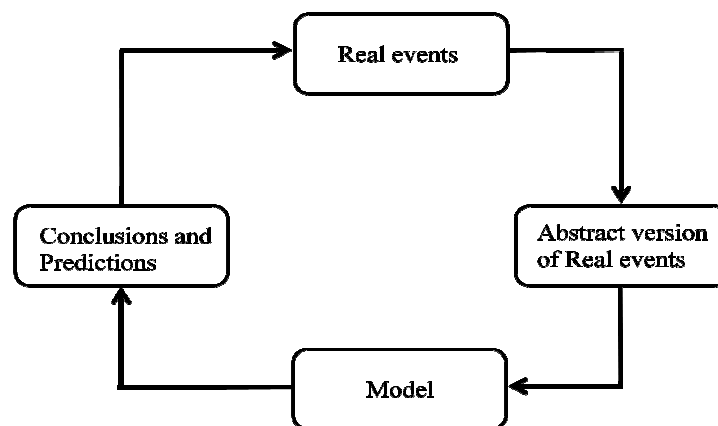 Real events
Abstract version
of Real events
Model
Conclusions and
Predictions